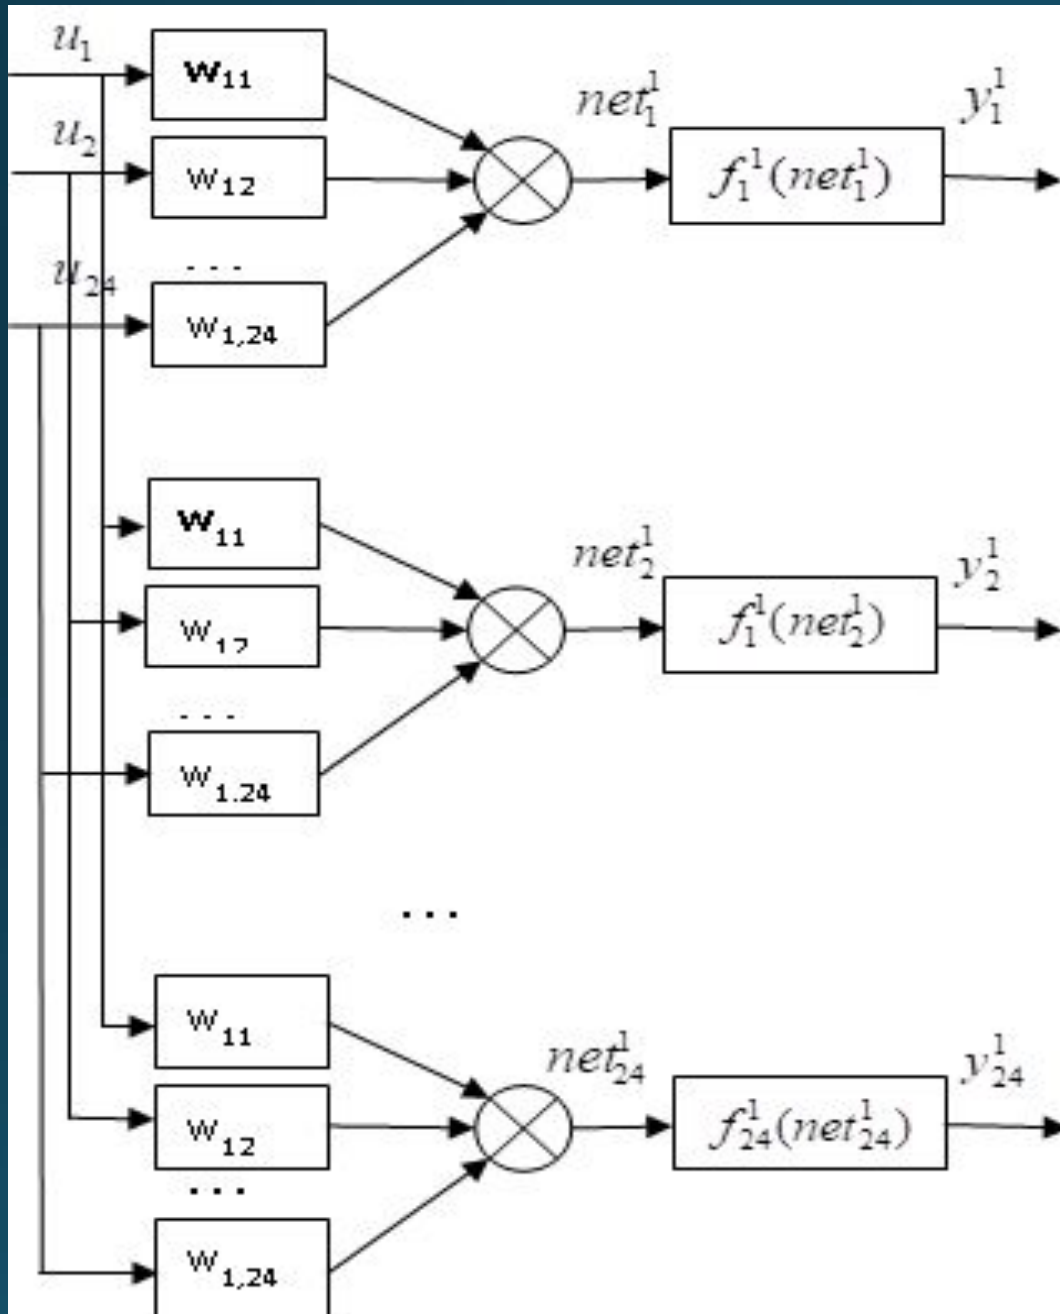 u₁
w₁₁
u₂
w₁₂
. . .
u₂₄
w₁,₂₄
net₁¹
f₁¹(net₁¹)
y₁¹
w₁₁
w₁₂
. . .
w₁.₂₄
net₂¹
f₁¹(net₂¹)
y₂¹
. . .
w₁₁
w₁₂
. . .
w₁,₂₄
net₂₄¹
f₂₄¹(net₂₄¹)
y₂₄¹